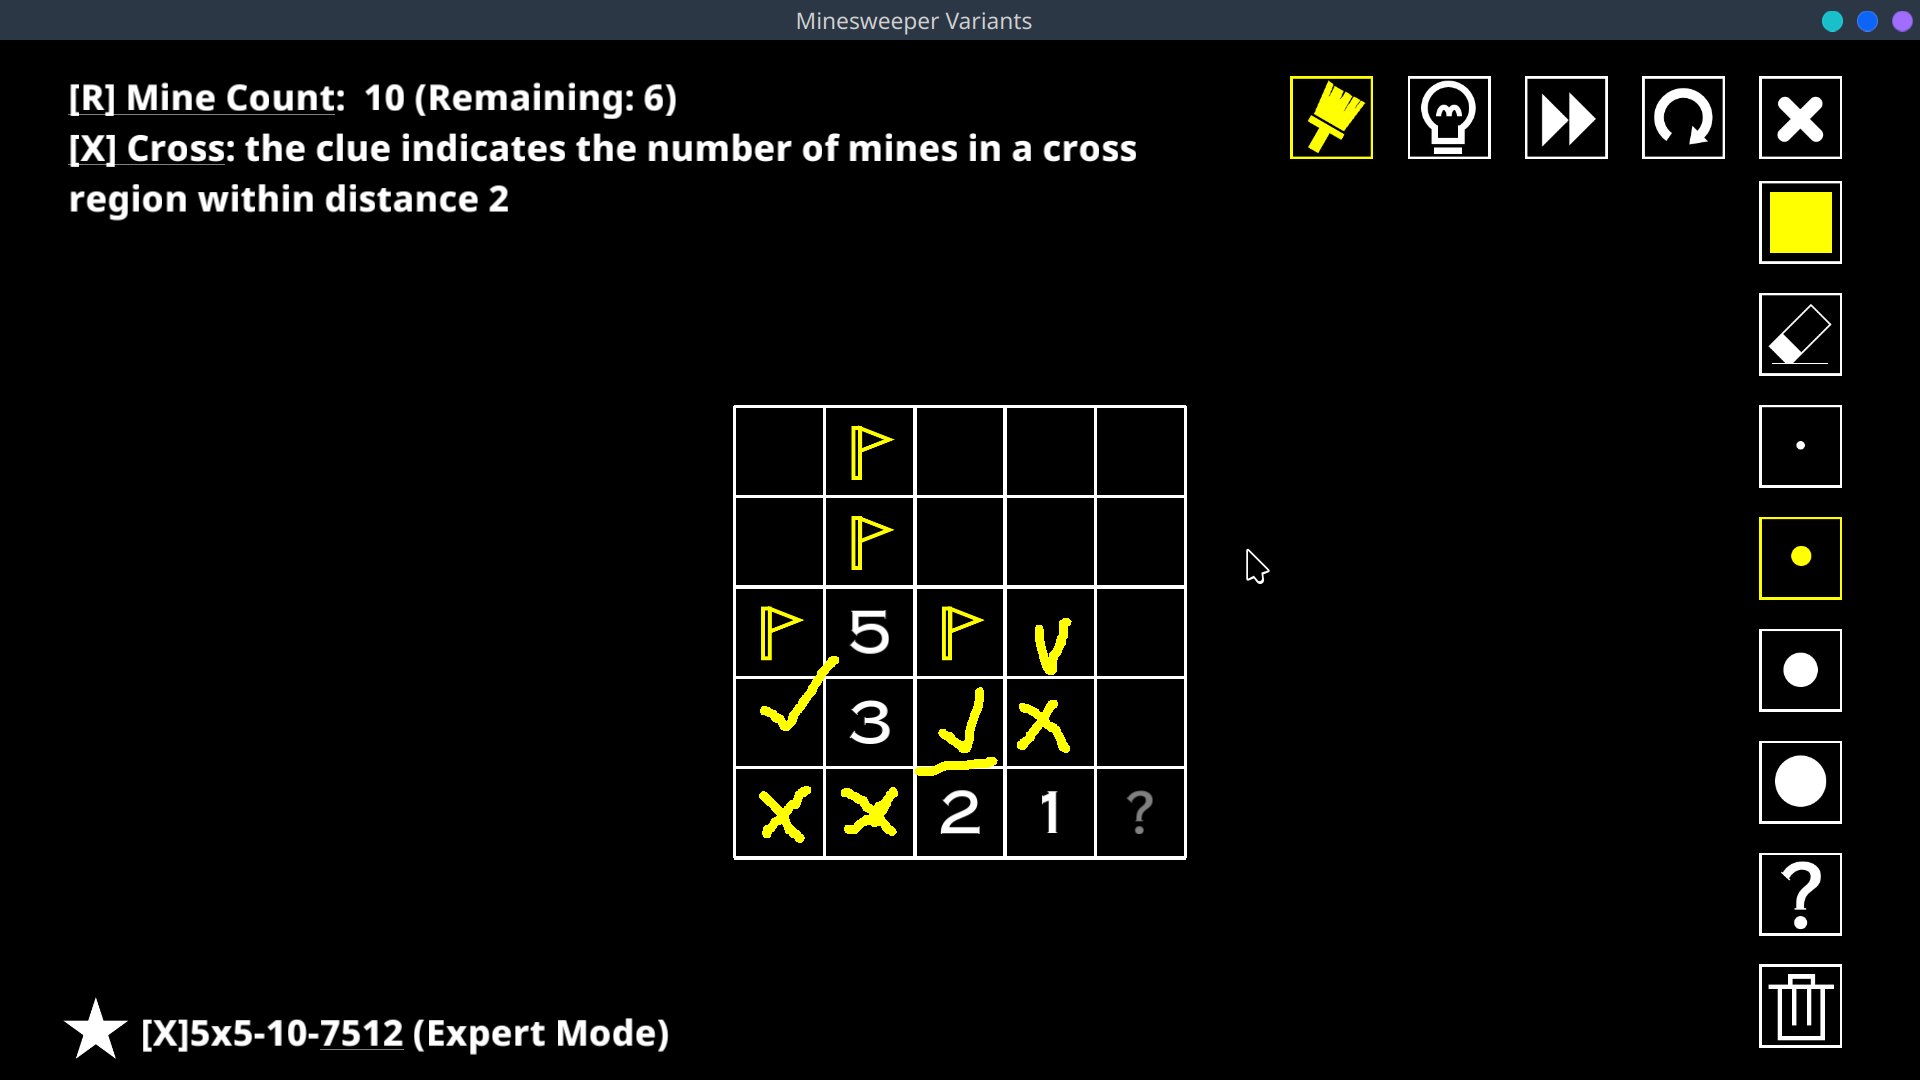 Minesweeper Variants
[R] Mine Count: 10 (Remaining: 6)
[X] Cross: the clue indicates the number of mines in a cross
region within distance 2
5
3
2 1 ?
?
[X]5x5-10-7512 (Expert Mode)